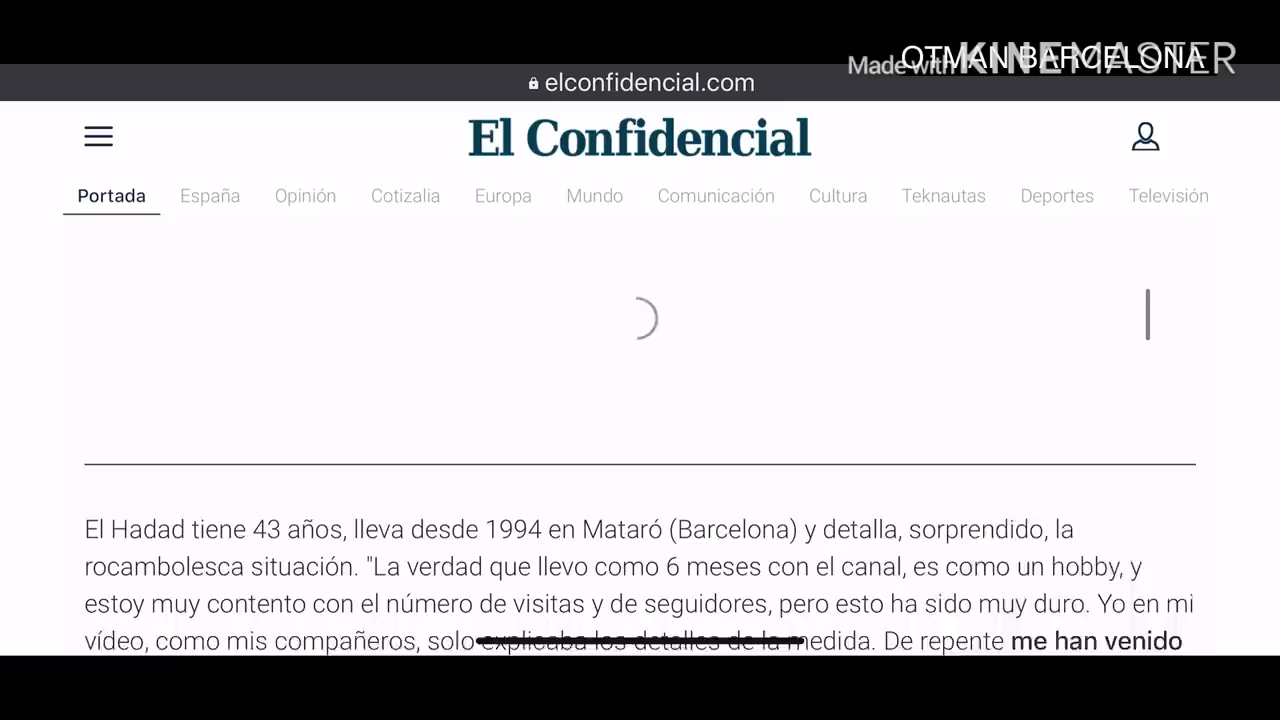 OTMAN BARCELONA
Made with KINEMASTER
elconfidencial.com
El Confidencial
Portada España Opinión Cotizalia Europa Mundo Comunicación Cultura Teknautas Deportes Televisión
El Hadad tiene 43 años, lleva desde 1994 en Mataró (Barcelona) y detalla, sorprendido, la
rocambolesca situación. "La verdad que llevo como 6 meses con el canal, es como un hobby, y
estoy muy contento con el número de visitas y de seguidores, pero esto ha sido muy duro. Yo en mi
vídeo, como mis compañeros, solo explicaba los detalles de la medida. De repente me han venido